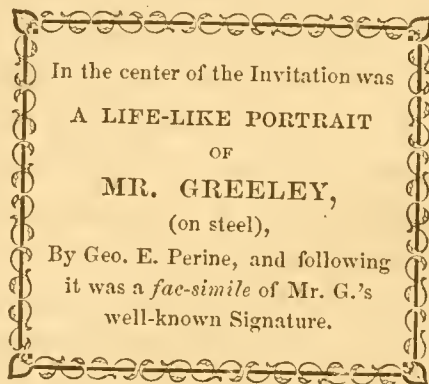 In the center of the Invitation was
A LIFE-LIKE PORTRAIT
OF
MR. GREELEY,
(on steel),
By Geo. E. Perine, and following
it was a fac-simile of Mr. G.'s
well-known Signature.